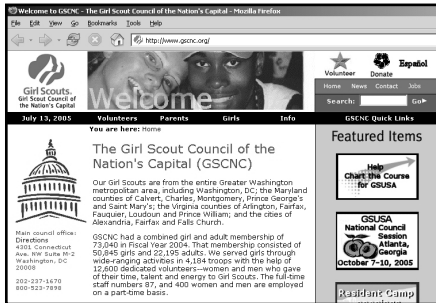 Welcome to GSCNC - The Girl Scout Council of the Nation's Capital - Mozilla Firefox
File Edit View Go Bookmarks Tools Help
http://www.gscnc.org/
Girl Scouts.
Girl Scout Council of
the Nation's Capital
Welcome
Volunteer Donate Español
Home News Contact Jobs
Search: Go
July 13, 2005 Volunteers Parents Girls Info GSCNC Quick Links
You are here: Home
The Girl Scout Council of the
Nation's Capital (GSCNC)
Our Girl Scouts are from the entire Greater Washington
metropolitan area, including Washington, DC; the Maryland
counties of Calvert, Charles, Montgomery, Prince George's
and Saint Mary's; the Virginia counties of Arlington, Fairfax,
Fauquier, Loudoun and Prince William; and the cities of
Alexandria, Fairfax and Falls Church.
GSCNC had a combined girl and adult membership of
73,040 in Fiscal Year 2004. That membership consisted of
50,845 girls and 22,195 adults. We served girls through
wide-ranging activities in 4,184 troops with the help of
12,600 dedicated volunteers—women and men who gave
of their time, talent and energy to Girl Scouts. The full-time
staff numbers 87, and 400 women and men are employed
on a part-time basis.
Main council office:
Directions
4301 Connecticut
Ave. NW Suite M-2
Washington, DC
20008
202-237-1670
800-523-7898
Featured Items
Help
Chart the Course
for GSUSA
GSUSA
National Council
Session
Atlanta,
Georgia
October 7-10, 2005
Resident Camp